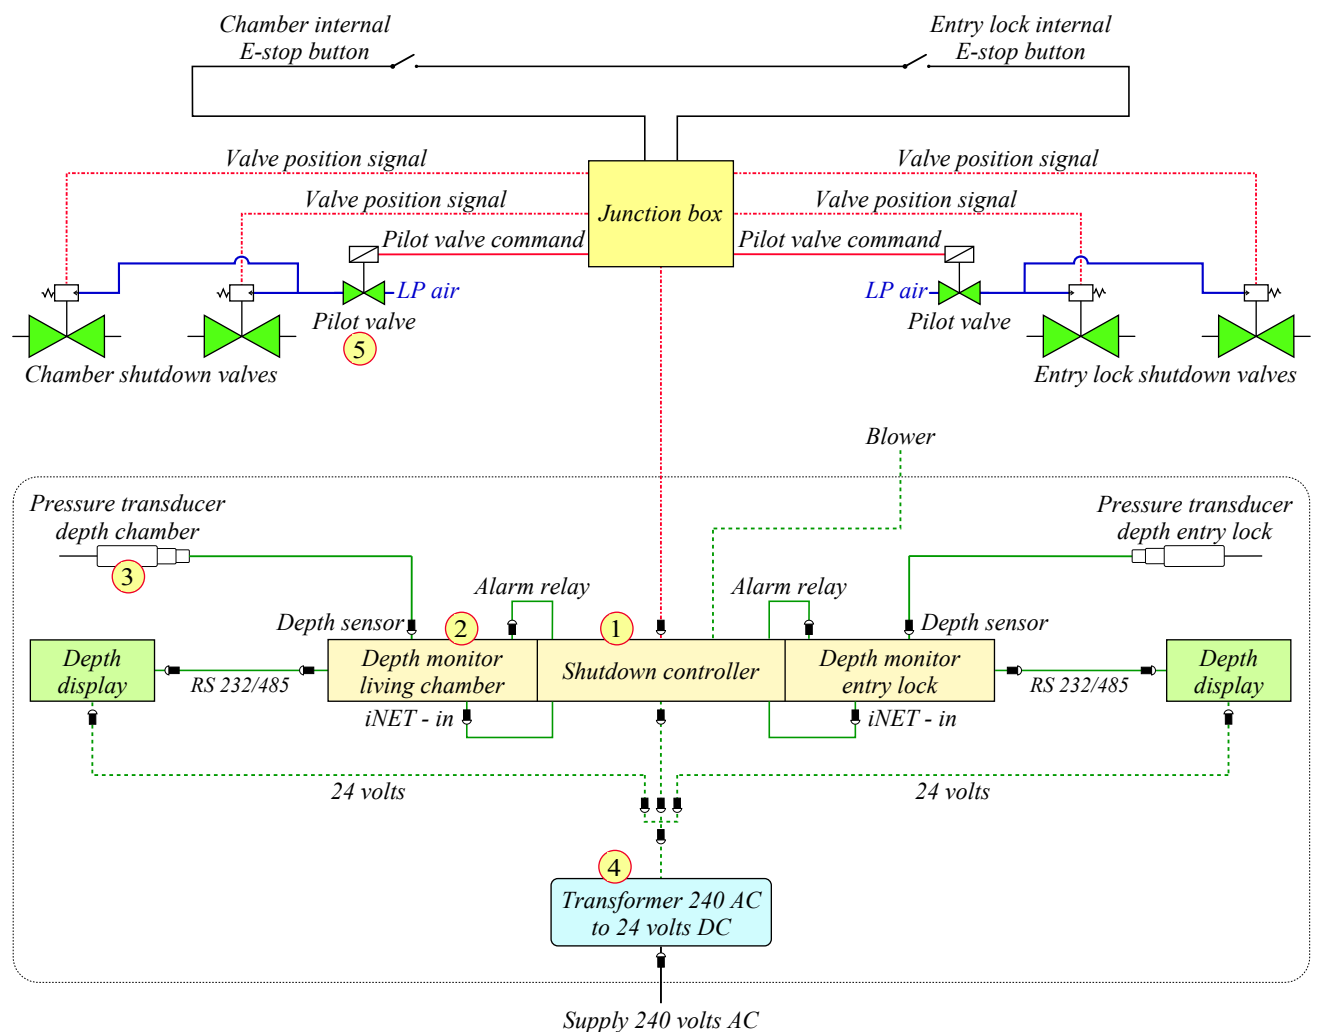 Chamber internal
E-stop button
Entry lock internal
E-stop button
Valve position signal
Valve position signal
Valve position signal
Valve position signal
Junction box
Pilot valve command
Pilot valve command
LP air
LP air
Pilot valve
Pilot valve
5
Chamber shutdown valves
Entry lock shutdown valves
Blower
Pressure transducer
depth chamber
Pressure transducer
depth entry lock
3
Alarm relay
Alarm relay
Depth sensor
Depth sensor
2
1
Depth
display
RS 232/485
Depth monitor
living chamber
Shutdown controller
Depth monitor
entry lock
RS 232/485
Depth
display
iNET - in
iNET - in
24 volts
24 volts
4
Transformer 240 AC
to 24 volts DC
Supply 240 volts AC